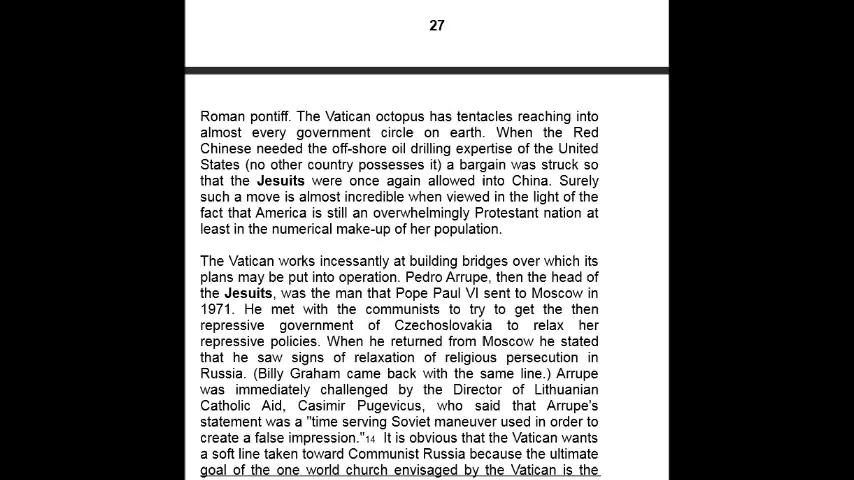 27
Roman pontiff. The Vatican octopus has tentacles reaching into
almost every government circle on earth. When the Red
Chinese needed the off-shore oil drilling expertise of the United
States (no other country possesses it) a bargain was struck so
that the Jesuits were once again allowed into China. Surely
such a move is almost incredible when viewed in the light of the
fact that America is still an overwhelmingly Protestant nation at
least in the numerical make-up of her population.
The Vatican works incessantly at building bridges over which its
plans may be put into operation. Pedro Arrupe, then the head of
the Jesuits, was the man that Pope Paul VI sent to Moscow in
1971. He met with the communists to try to get the then
repressive government of Czechoslovakia to relax her
repressive policies. When he returned from Moscow he stated
that he saw signs of relaxation of religious persecution in
Russia. (Billy Graham came back with the same line.) Arrupe
was immediately challenged by the Director of Lithuanian
Catholic Aid, Casimir Pugevicus, who said that Arrupe's
statement was a "time serving Soviet maneuver used in order to
create a false impression."14 It is obvious that the Vatican wants
a soft line taken toward Communist Russia because the ultimate
goal of the one world church envisaged by the Vatican is the